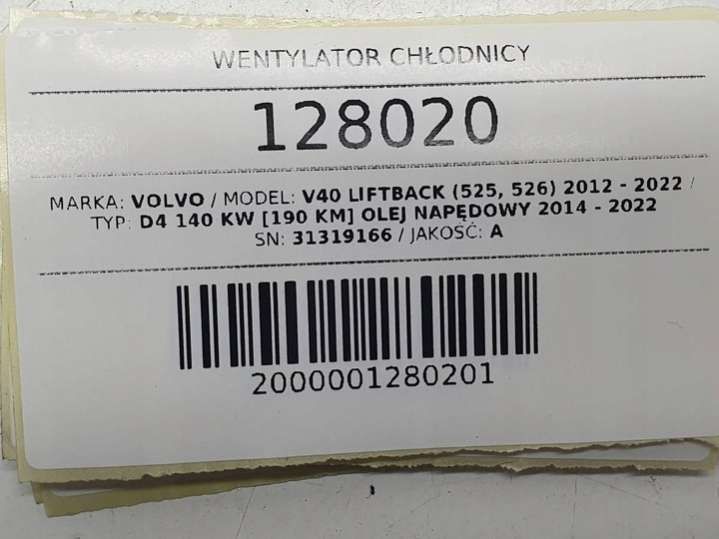 WENTYLATOR CHŁODNICY
128020
MARKA: VOLVO / MODEL: V40 LIFTBACK (525, 526) 2012 - 2022 /
TYP: D4 140 KW [190 KM] OLEJ NAPĘDOWY 2014 - 2022
SN: 31319166 / JAKOŚĆ: A
2000001280201